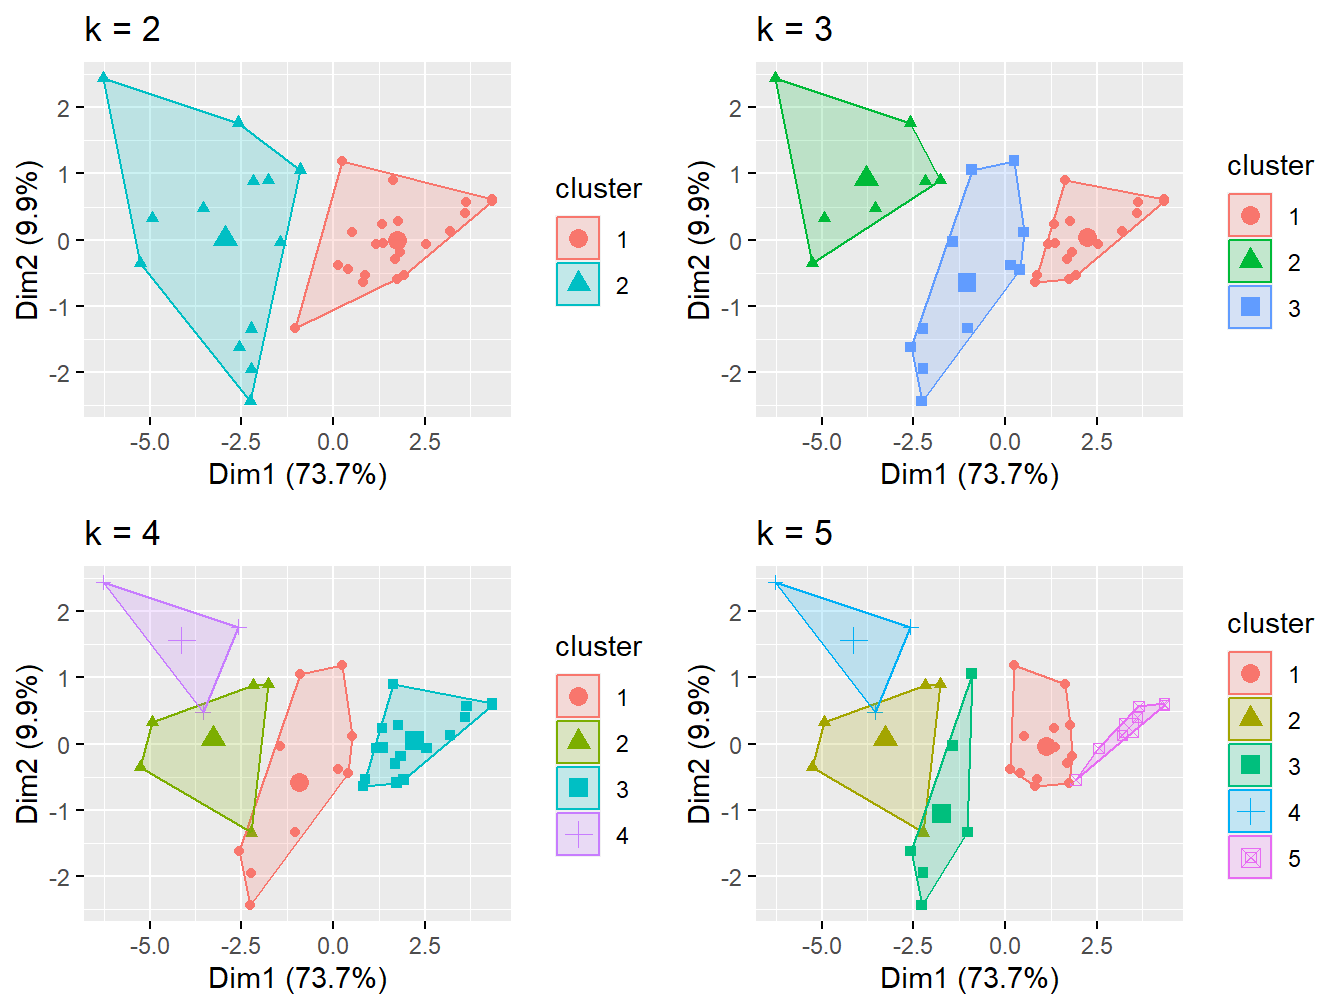 k = 2
2
1
0
-1
-2
Dim2 (9.9%)
-5.0 -2.5 0.0 2.5
Dim1 (73.7%)
cluster
1
2
k = 3
2
1
0
-1
-2
Dim2 (9.9%)
-5.0 -2.5 0.0 2.5
Dim1 (73.7%)
cluster
1
2
3
k = 4
2
1
0
-1
-2
Dim2 (9.9%)
-5.0 -2.5 0.0 2.5
Dim1 (73.7%)
cluster
1
2
3
4
k = 5
2
1
0
-1
-2
Dim2 (9.9%)
-5.0 -2.5 0.0 2.5
Dim1 (73.7%)
cluster
1
2
3
4
5